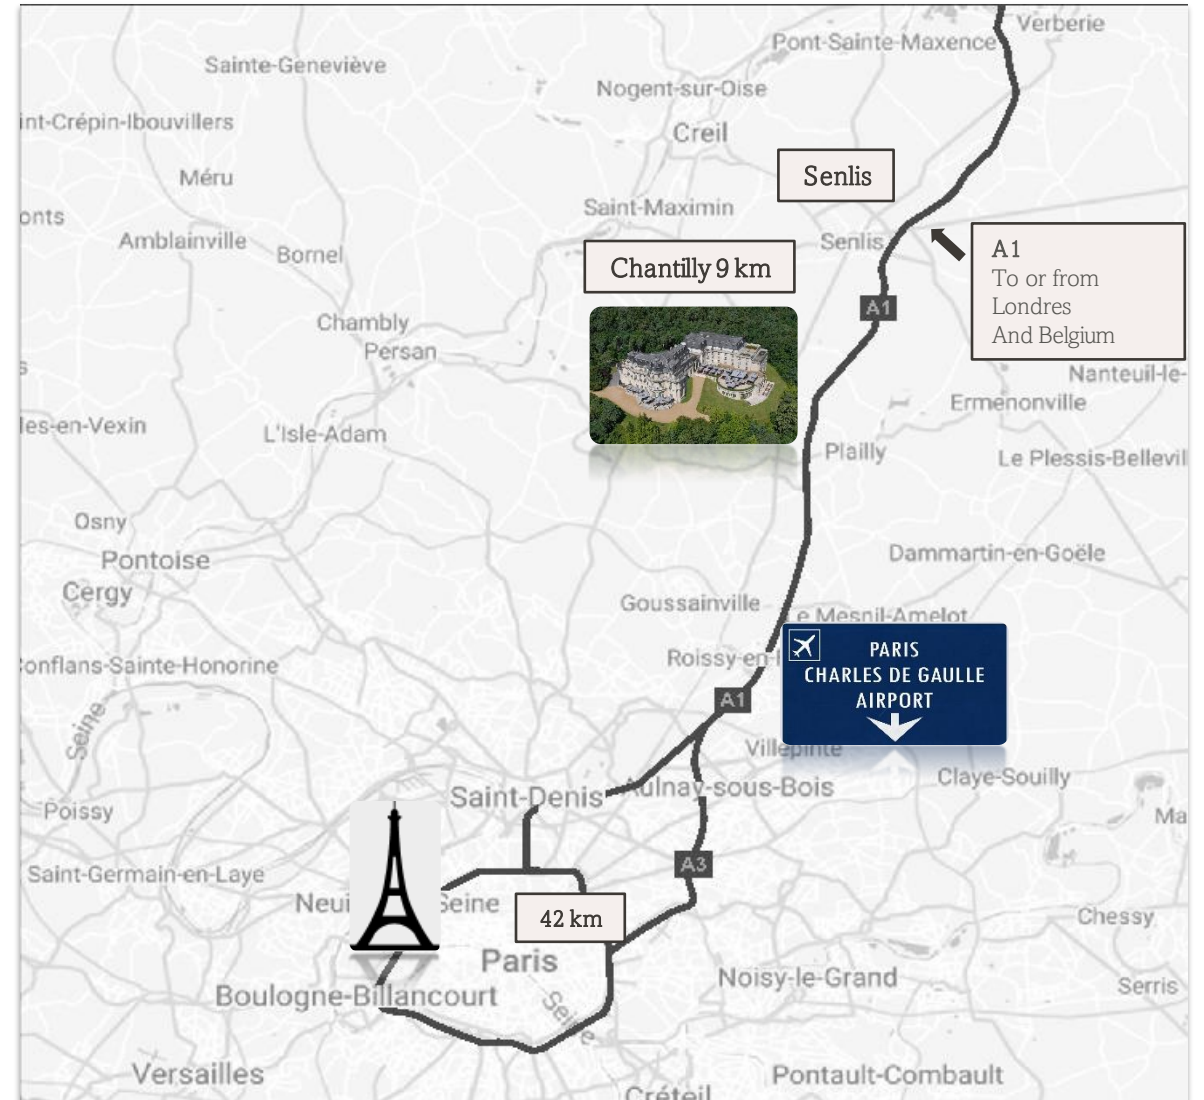 Verberie
Pont-Sainte-Maxence
Sainte-Geneviève
Nogent-sur-Oise
int-Crépin-Ibouvillers
Creil
Senlis
Méru
Saint-Maximin
onts
Amblainville
Bornel
Senlis
A1
To or from
Londres
And Belgium
Chantilly 9 km
A1
Chambly
Persan
s
Nanteuil-le-
Ermenonville
les-en-Vexin
L'Isle-Adam
Plailly
Le Plessis-Bellevil
Osny
Pontoise
Dammartin-en-Goële
Cergy
Goussainville
Le Mesnil-Amelot
PARIS
CHARLES DE GAULLE
AIRPORT
Conflans-Sainte-Honorine
Roissy-en-
A1
Seine
Villepinte
Claye-Souilly
Aulnay-sous-Bois
Saint-Denis
Poissy
Ma
A3
Saint-Germain-en-Laye
Neui
Seine
42 km
Chessy
Paris
Noisy-le-Grand
Serris
Boulogne-Billancourt
Seine
Versailles
Pontault-Combault
Créteil